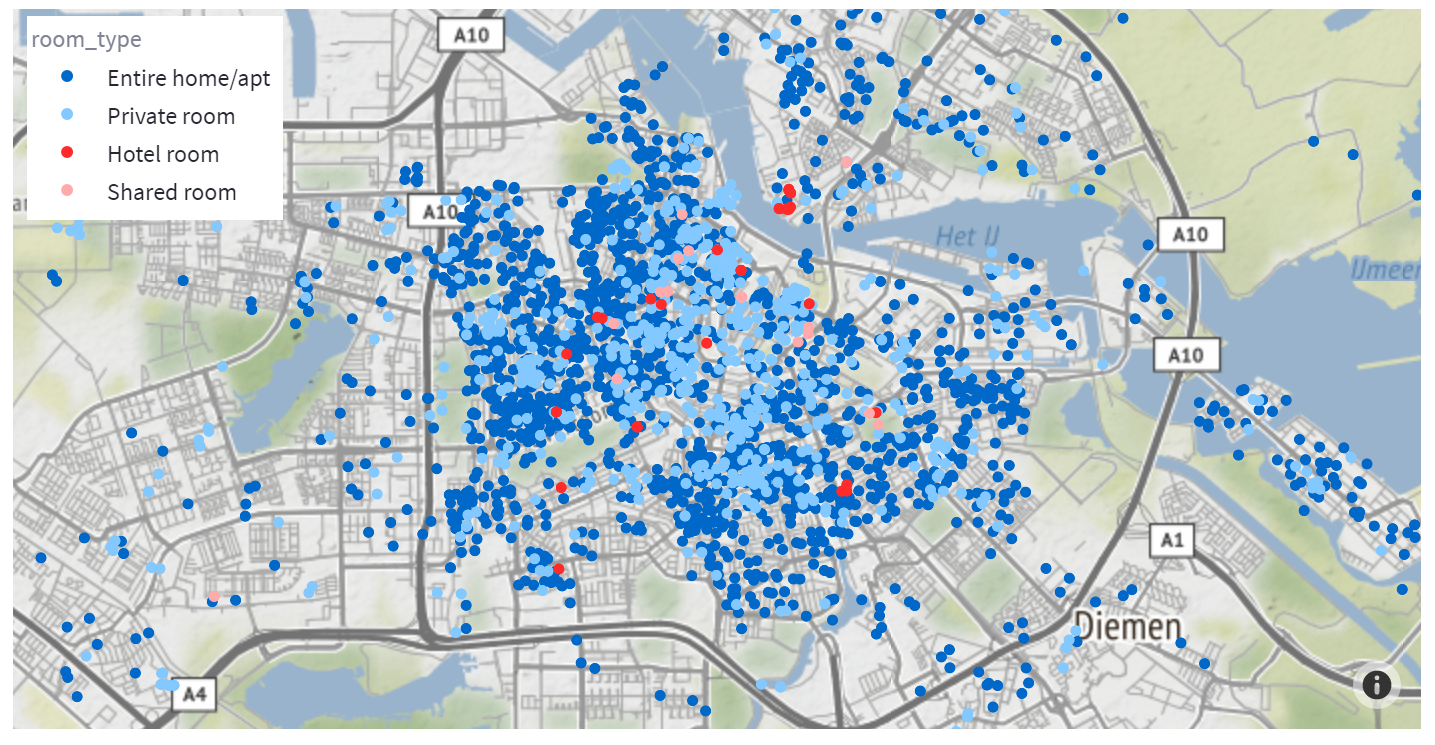 room_type
Entire home/apt
Private room
Hotel room
Shared room
A10
A10
Het IJ
A10
IJmeer
A10
A1
Diemen
A4
i